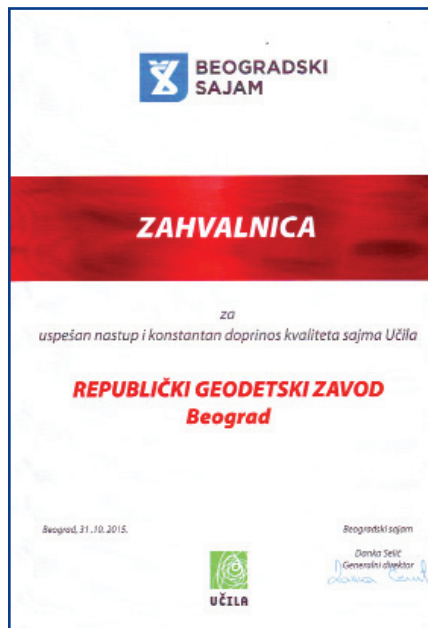 BEOGRADSKI
SAJAM
ZAHVALNICA
za
uspešan nastup i konstantan doprinos kvaliteta sajma Učila
REPUBLIČKI GEODETSKI ZAVOD
Beograd
Beograd, 31.10.2015.
Beogradski sajam
Danka Selić
Generalni direktor
UČILA